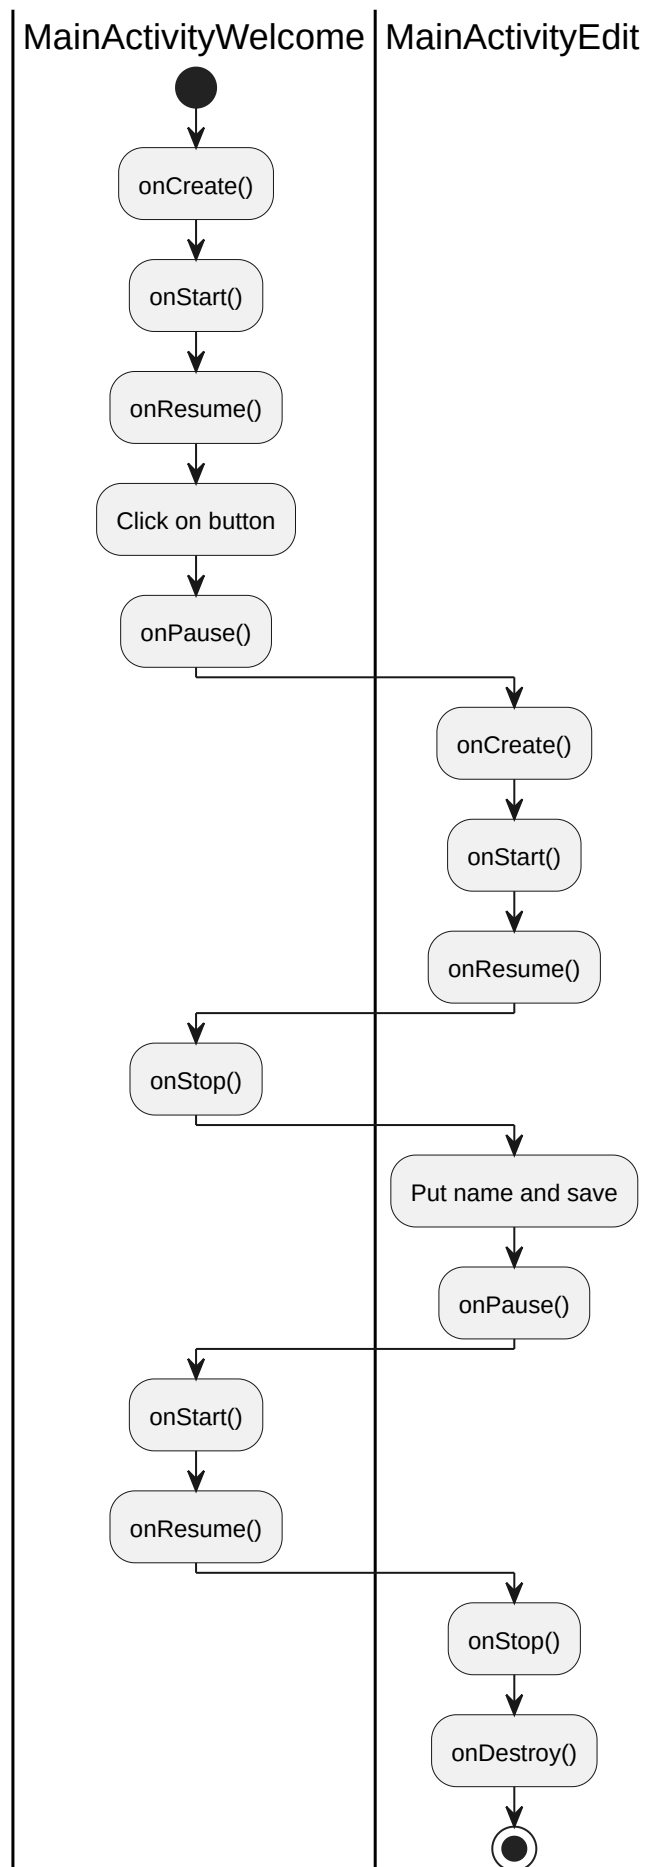 MainActivityWelcome
MainActivityEdit
onCreate()
onStart()
onResume()
Click on button
onPause()
onCreate()
onStart()
onResume()
onStop()
Put name and save
onPause()
onStart()
onResume()
onStop()
onDestroy()